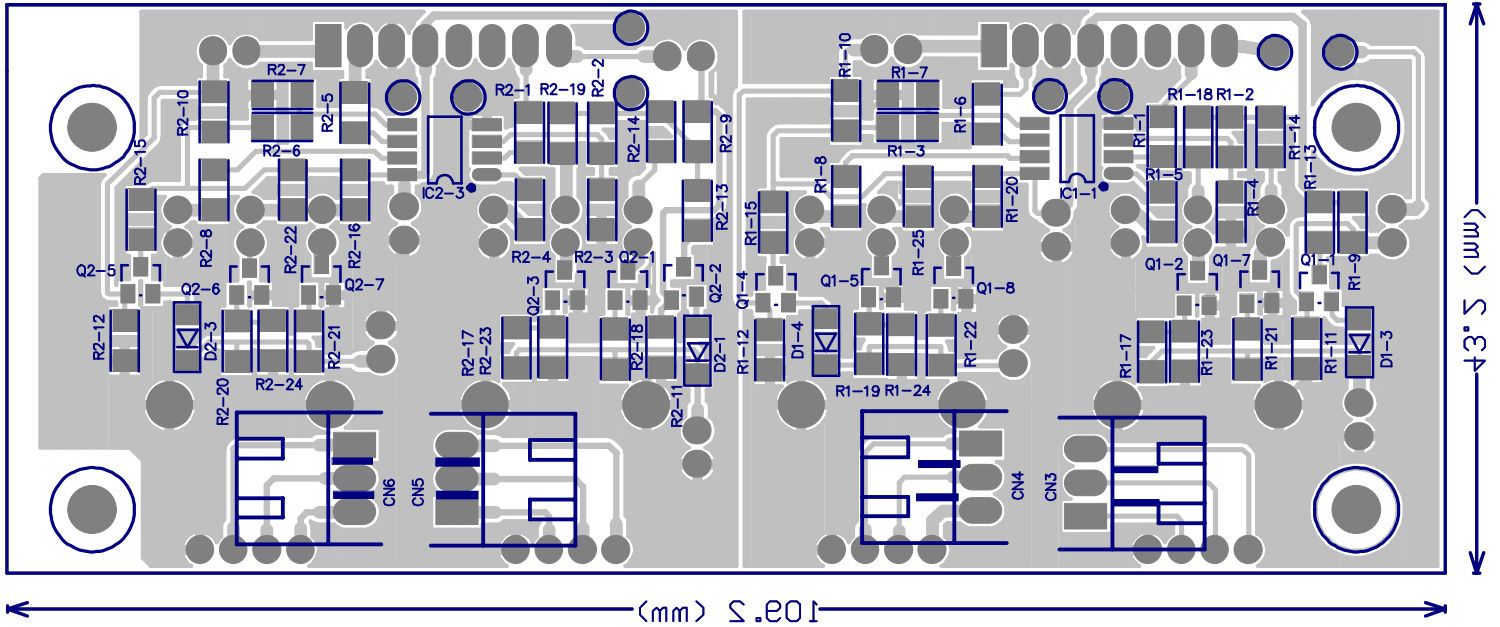 R1-10
R2-7
R2-2
R1-7
R2-10
R2-5
R2-1
R2-19
R1-6
R1-18
R1-2
R2-14
R2-9
R1-1
R1-14
R2-15
R2-6
R1-3
R1-8
R1-5
R1-13
IC2-3
IC1-1
R1-20
R1-4
R2-13
R1-15
R2-8
R2-22
R2-16
R2-4
R2-3
R1-25
Q2-5
Q2-1
Q1-2
Q1-7
Q1-1
R1-9
Q2-6
Q2-7
Q2-3
Q2-2
Q1-4
Q1-5
Q1-8
R2-12
D2-3
R2-21
R2-17
R2-23
R2-18
D2-1
R1-12
D1-4
R1-22
R1-17
R1-23
R1-21
R1-11
D1-3
R2-20
R2-24
R2-11
R1-19
R1-24
CN6
CN5
CN4
CN3
43.2 (mm)
109.2 (mm)